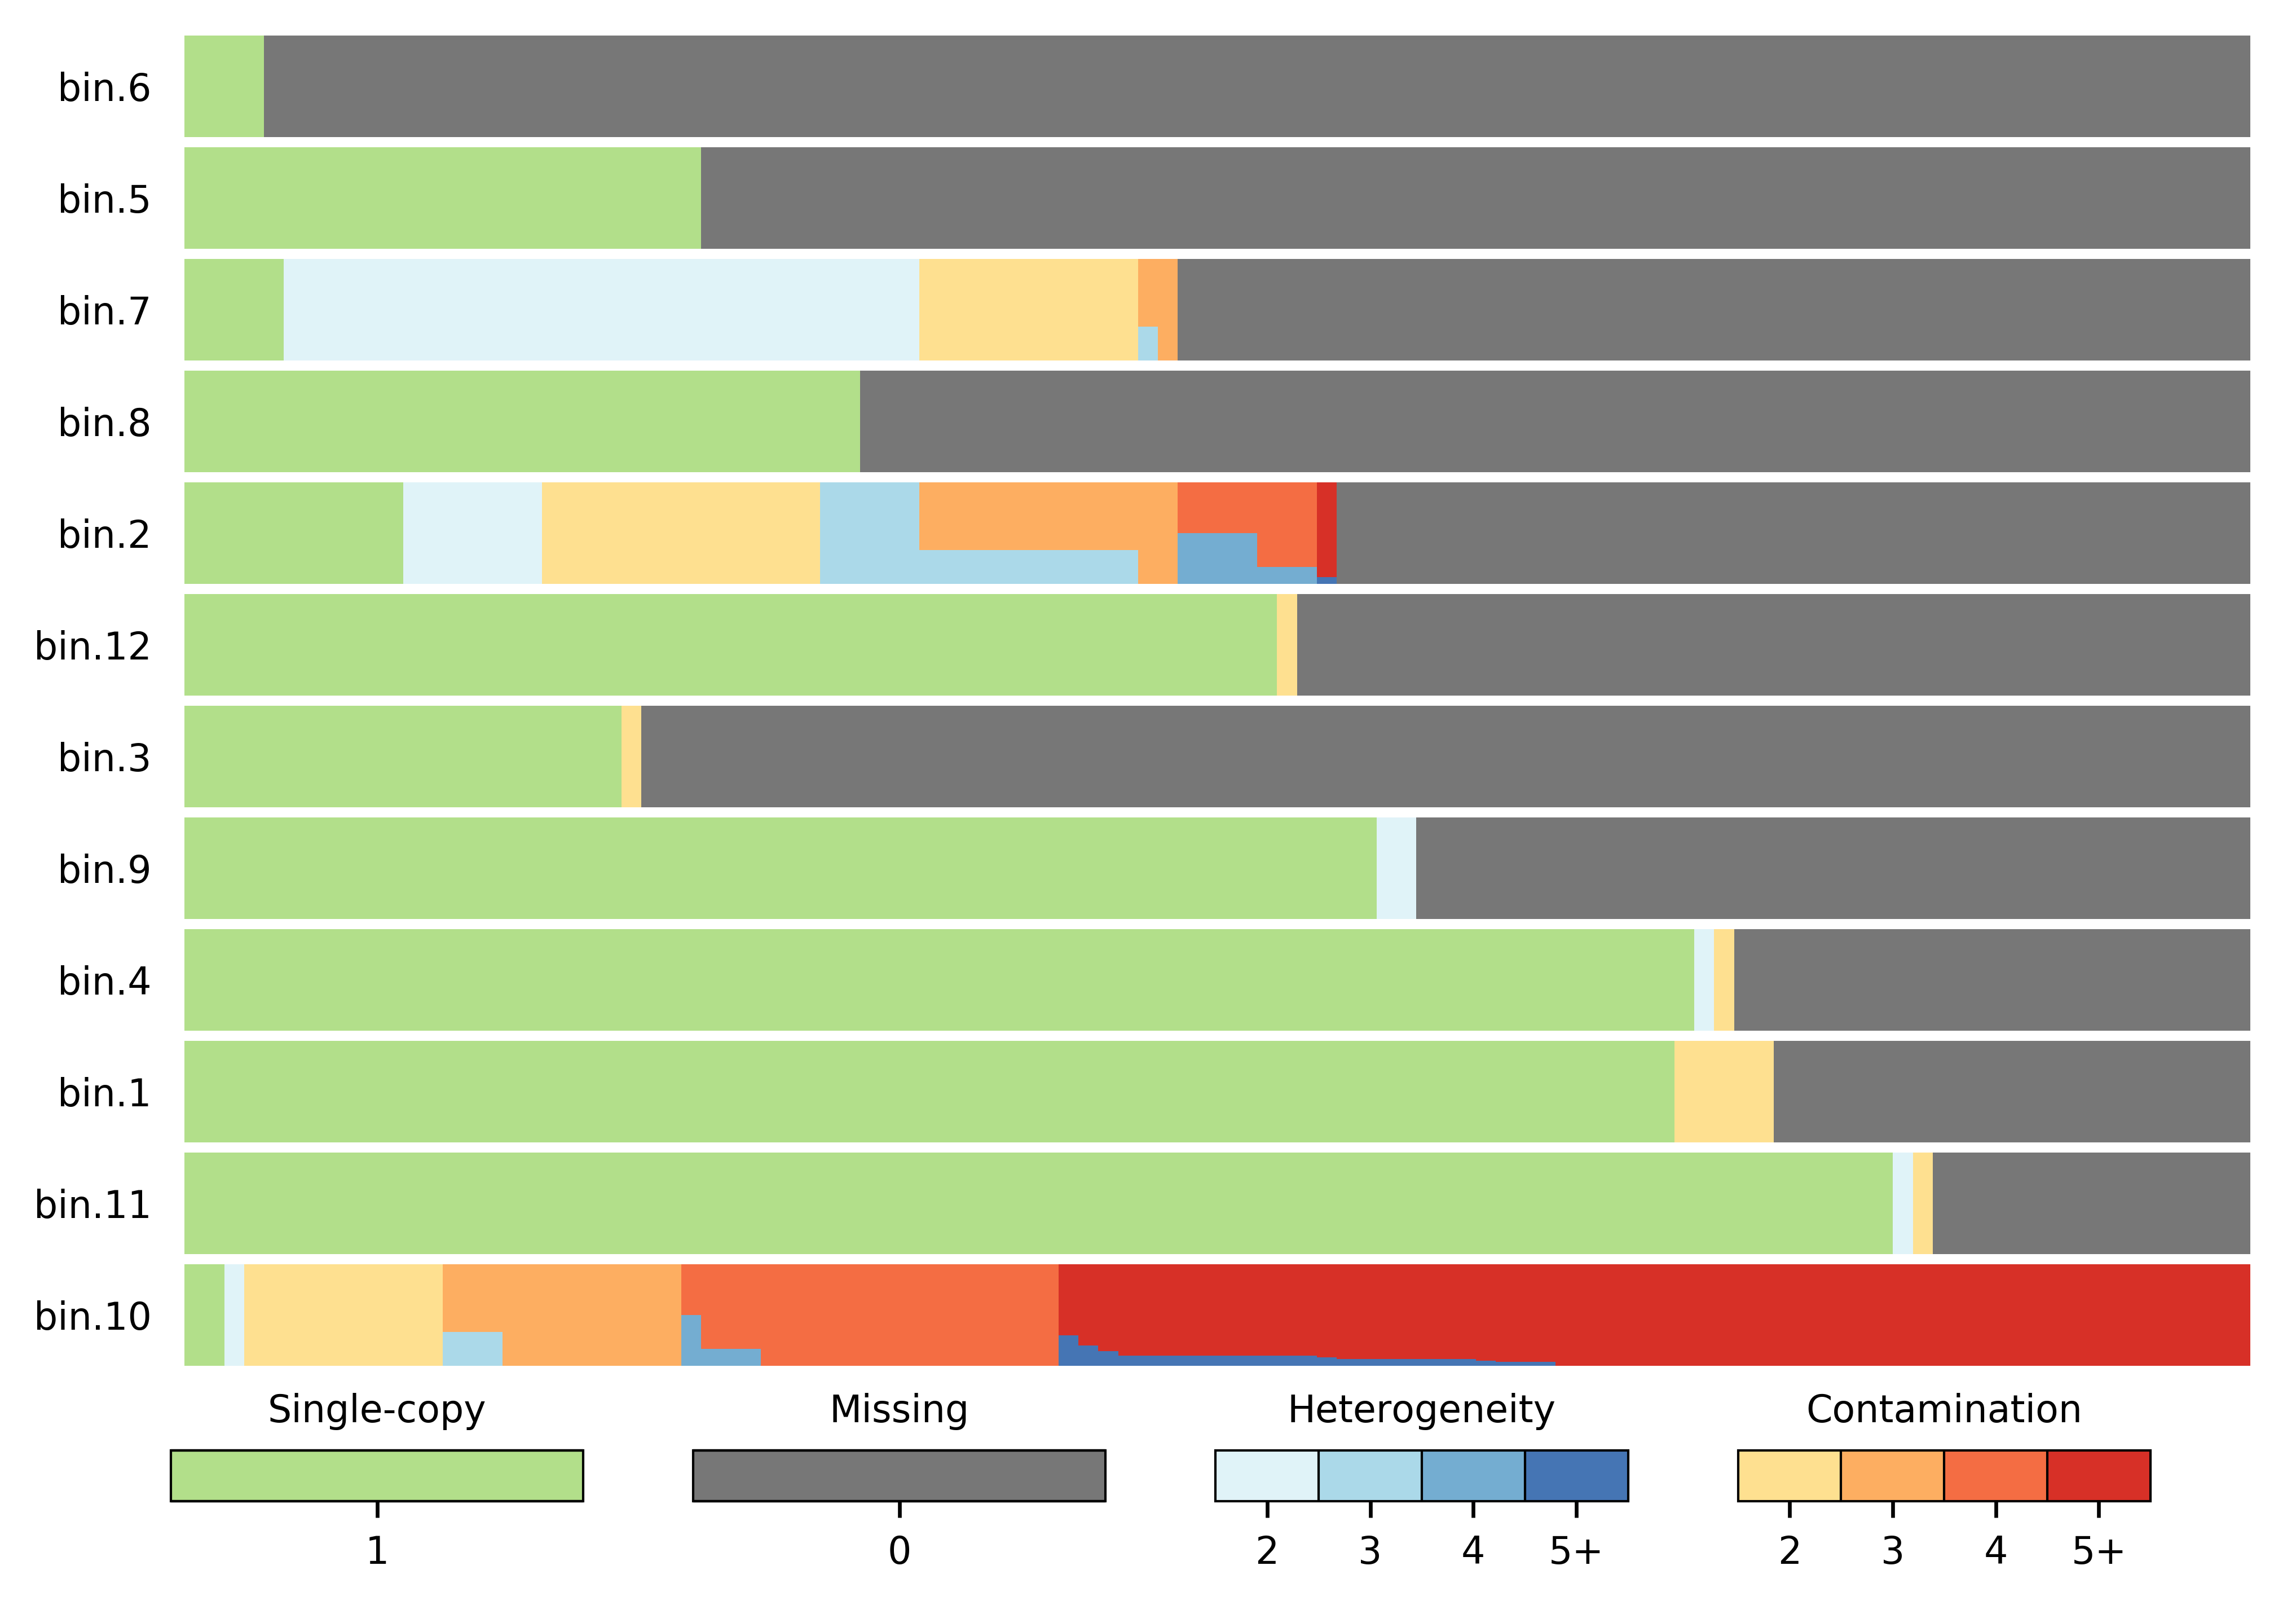 bin.6
bin.5
bin.7
bin.8
bin.2
bin.12
bin.3
bin.9
bin.4
bin.1
bin.11
bin.10
Single-copy Missing Heterogeneity Contamination
1 0 2 3 4 5+ 2 3 4 5+